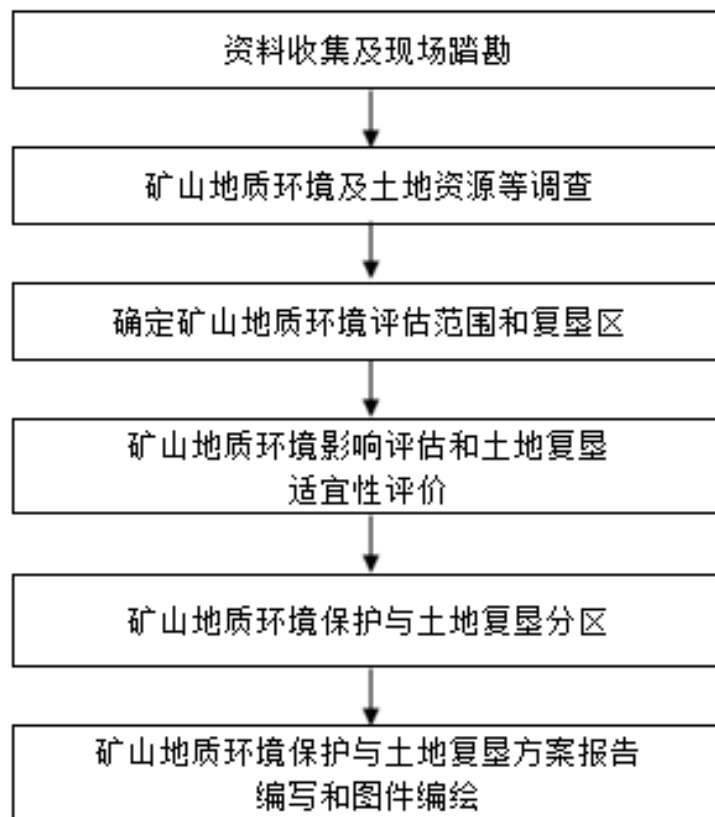 资料收集及现场踏勘
矿山地质环境及土地资源等调查
确定矿山地质环境评估范围和复垦区
矿山地质环境影响评估和土地复垦
适宜性评价
矿山地质环境保护与土地复垦分区
矿山地质环境保护与土地复垦方案报告
编写和图件编绘